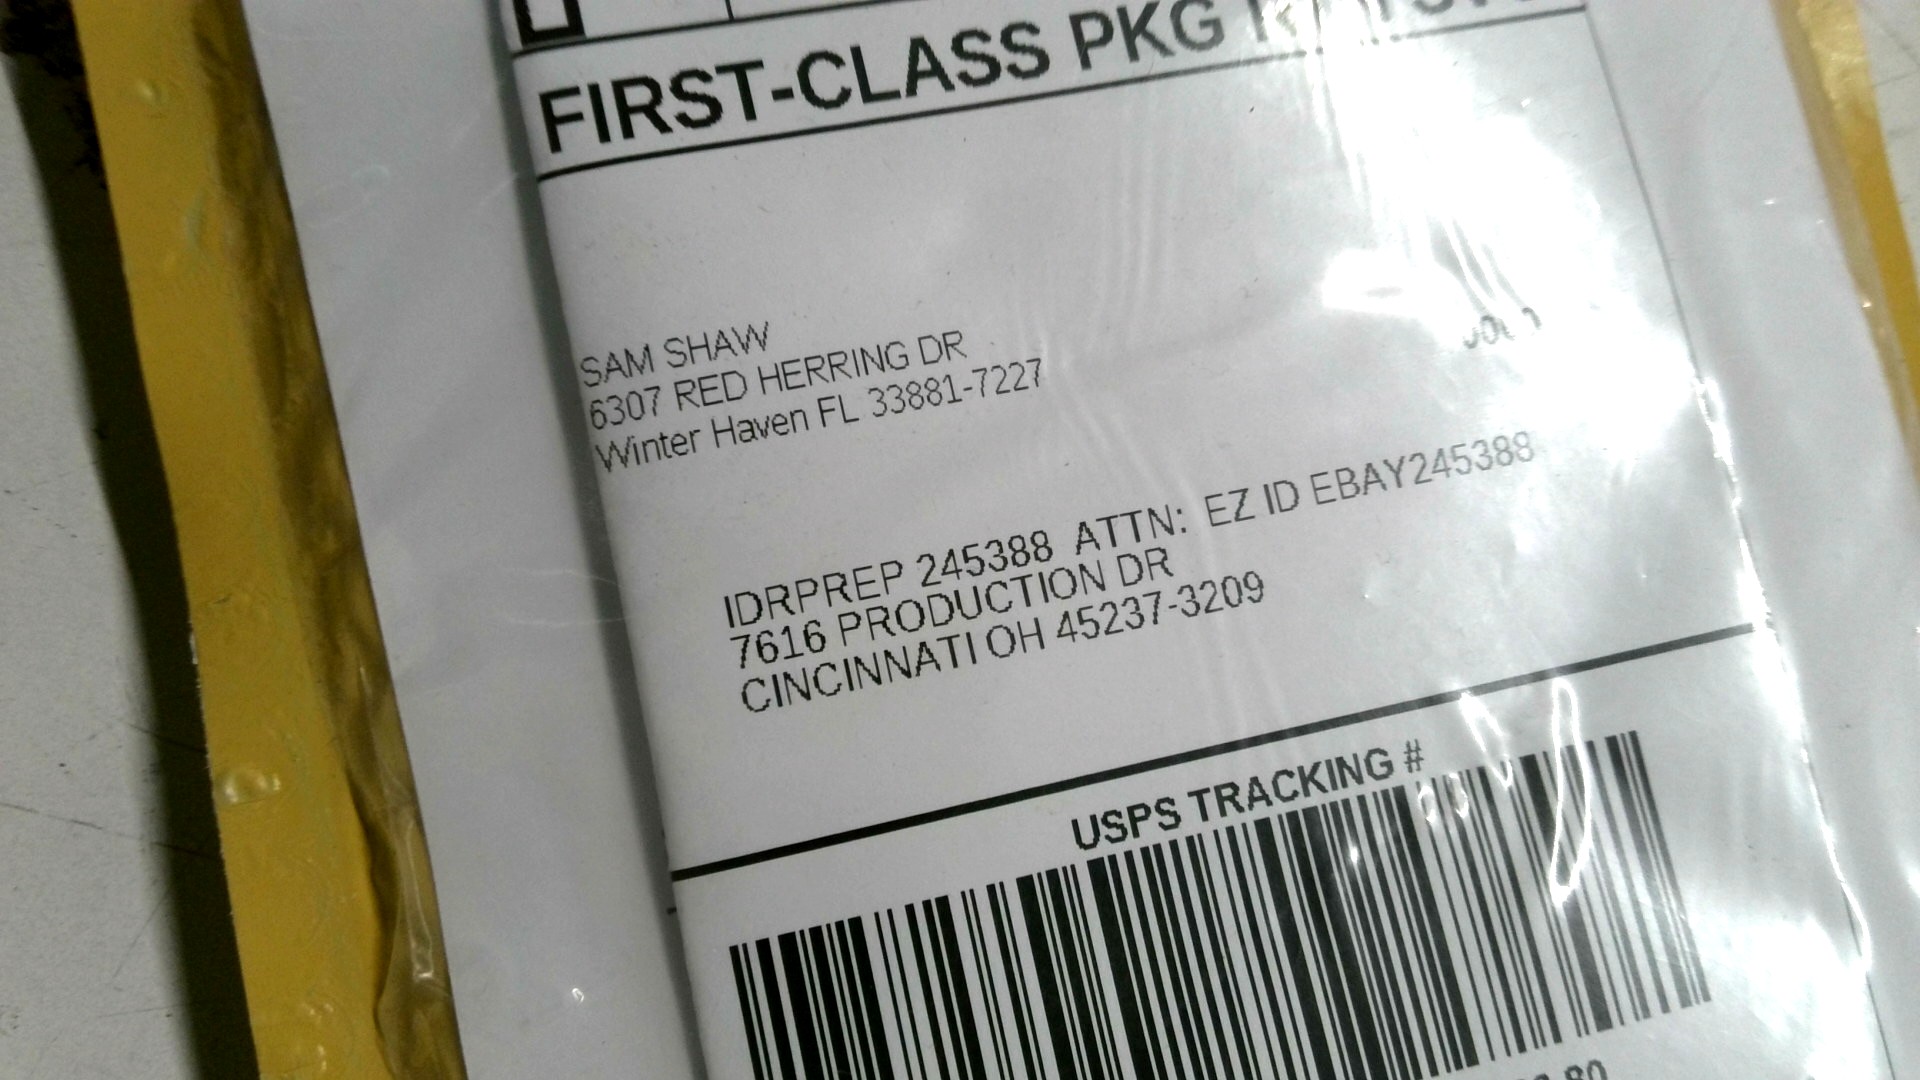 FIRST-CLASS PKG
SAM SHAW
6307 RED HERRING DR
Winter Haven FL 33881-7227
IDRPREP 245388 ATTN: EZ ID EBAY245388
7616 PRODUCTION DR
CINCINNATI OH 45237-3209
USPS TRACKING #